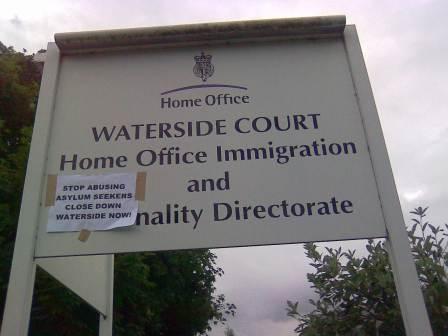 Home Office
WATERSIDE COURT
Home Office Immigration
and
nality Directorate
STOP ABUSING
ASYLUM SEEKERS
CLOSE DOWN
WATERSIDE NOW!